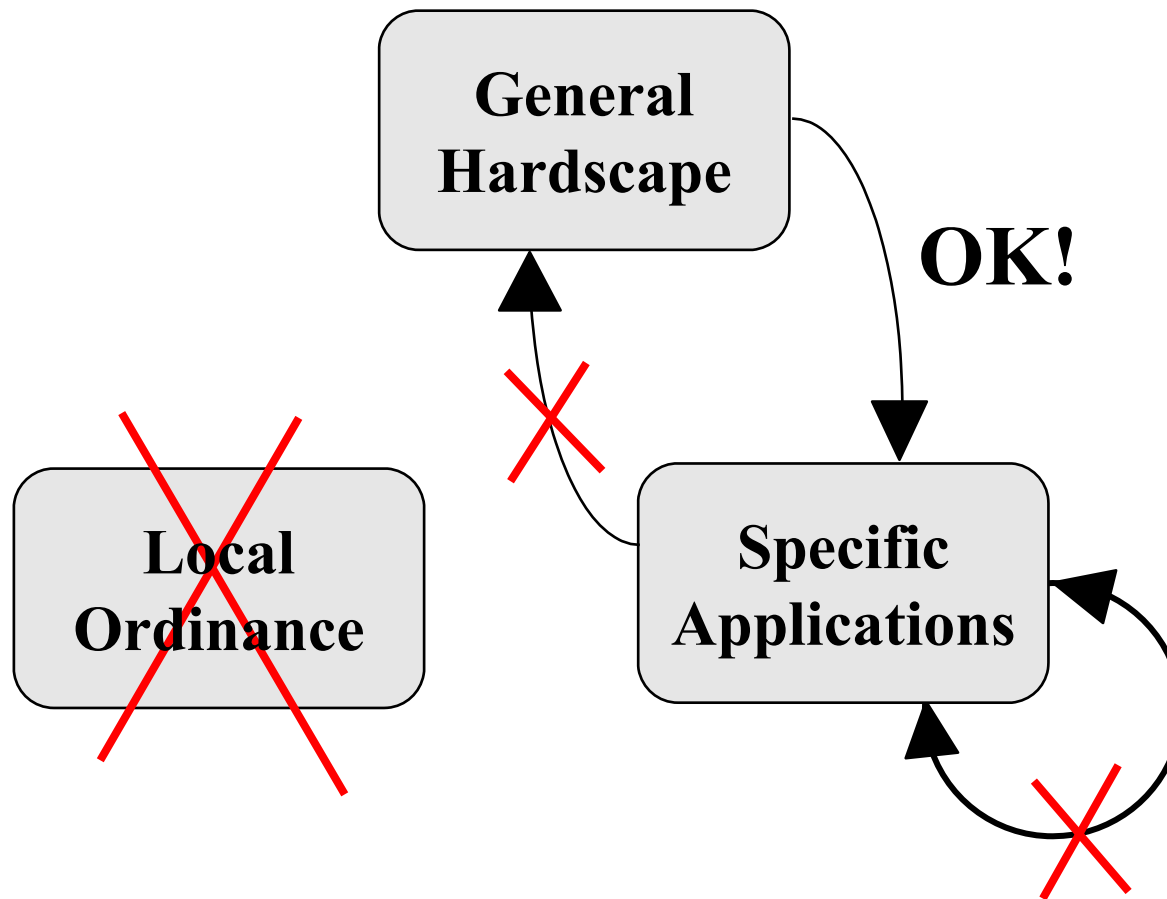 General
Hardscape
OK!
Local
Ordinance
Specific
Applications